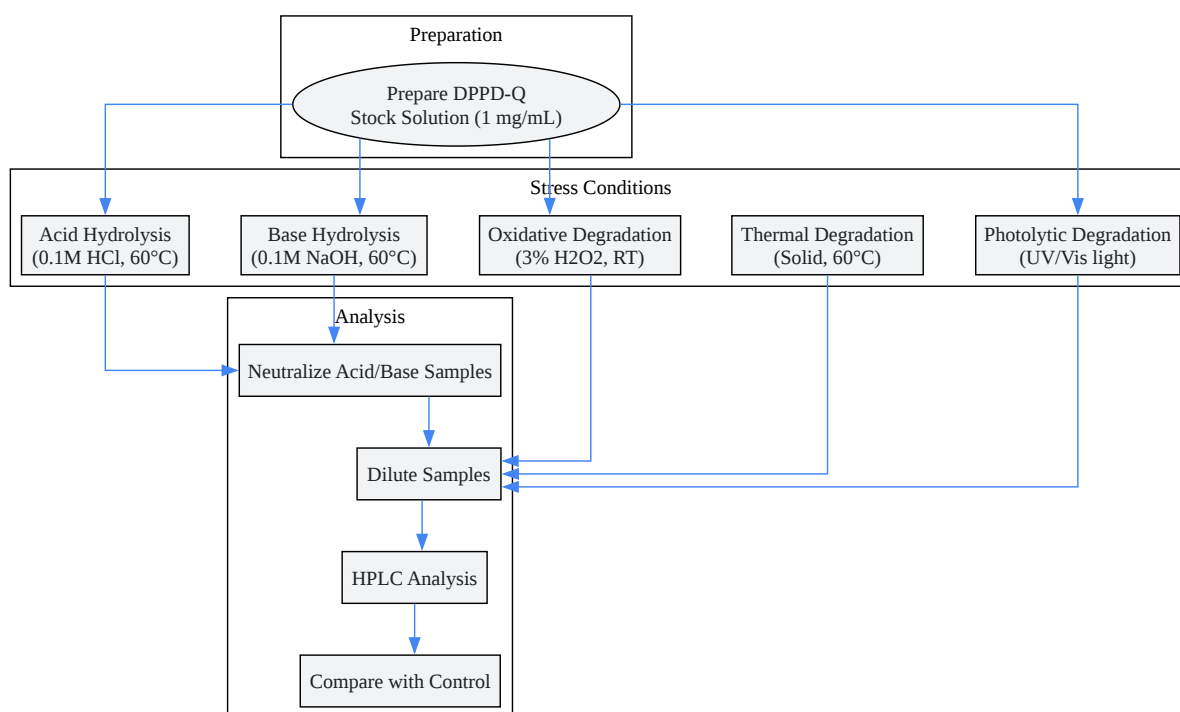 Preparation
Prepare DPPD-Q
Stock Solution (1 mg/mL)
Stress Conditions
Acid Hydrolysis
(0.1M HCl, 60°C)
Base Hydrolysis
(0.1M NaOH, 60°C)
Oxidative Degradation
(3% H2O2, RT)
Thermal Degradation
(Solid, 60°C)
Photolytic Degradation
(UV/Vis light)
Analysis
Neutralize Acid/Base Samples
Dilute Samples
HPLC Analysis
Compare with Control